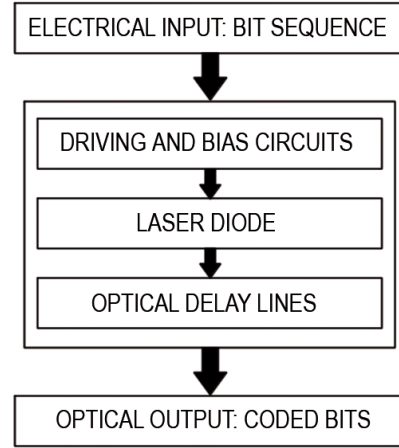 ELECTRICAL INPUT: BIT SEQUENCE
DRIVING AND BIAS CIRCUITS
LASER DIODE
OPTICAL DELAY LINES
OPTICAL OUTPUT: CODED BITS